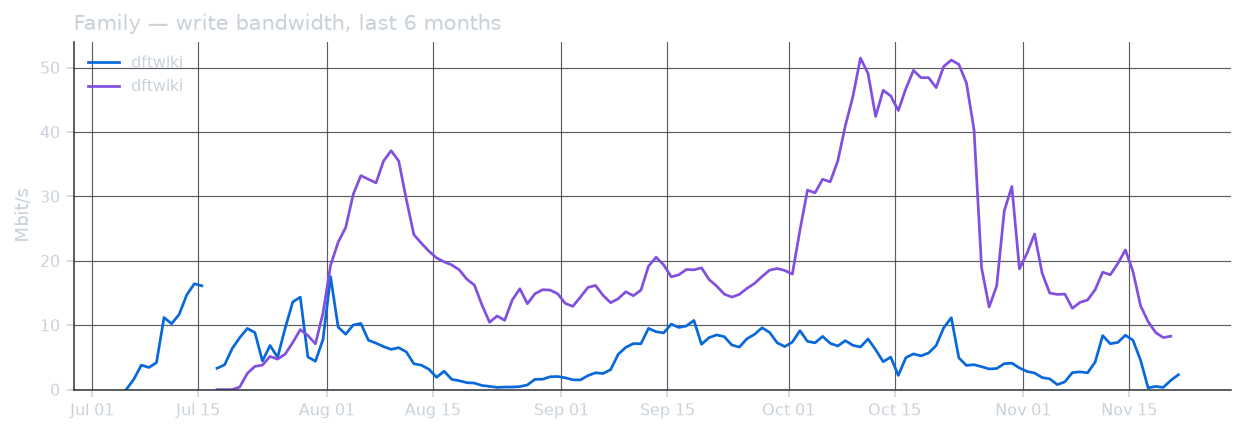 Family — write bandwidth, last 6 months
dftwiki
dftwiki
Mbit/s
50
40
30
20
10
0
Jul 01 Jul 15 Aug 01 Aug 15 Sep 01 Sep 15 Oct 01 Oct 15 Nov 01 Nov 15